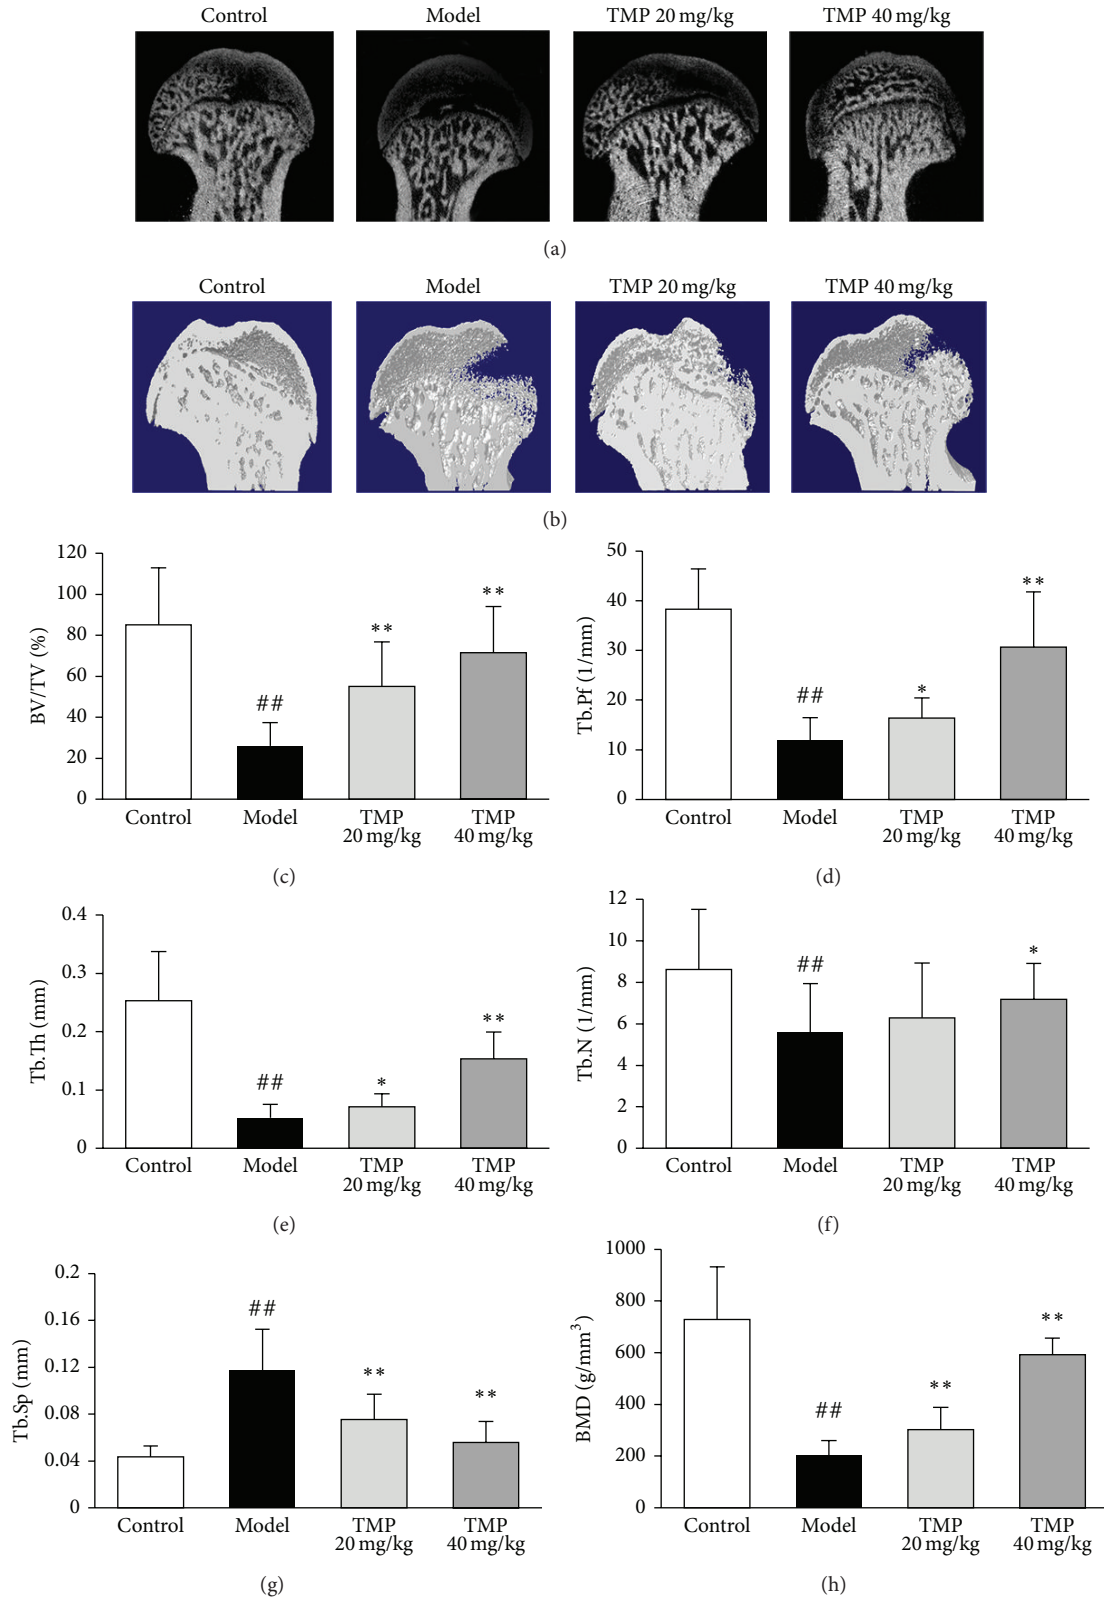 Control Model TMP 20 mg/kg TMP 40 mg/kg
(a)
Control Model TMP 20 mg/kg TMP 40 mg/kg
(b)
BV/TV (%)
120
100
80
60
40
20
0
##
**
**
Control Model TMP 20 mg/kg TMP 40 mg/kg
(c)
Tb.Pf (1/mm)
50
40
30
20
10
0
##
*
**
Control Model TMP 20 mg/kg TMP 40 mg/kg
(d)
Tb.Th (mm)
0.4
0.3
0.2
0.1
0
##
*
**
Control Model TMP 20 mg/kg TMP 40 mg/kg
(e)
Tb.N (1/mm)
12
10
8
6
4
2
0
##
*
Control Model TMP 20 mg/kg TMP 40 mg/kg
(f)
Tb.Sp (mm)
0.2
0.16
0.12
0.08
0.04
0
##
**
**
Control Model TMP 20 mg/kg TMP 40 mg/kg
(g)
BMD (g/mm³)
1000
800
600
400
200
0
##
**
**
Control Model TMP 20 mg/kg TMP 40 mg/kg
(h)